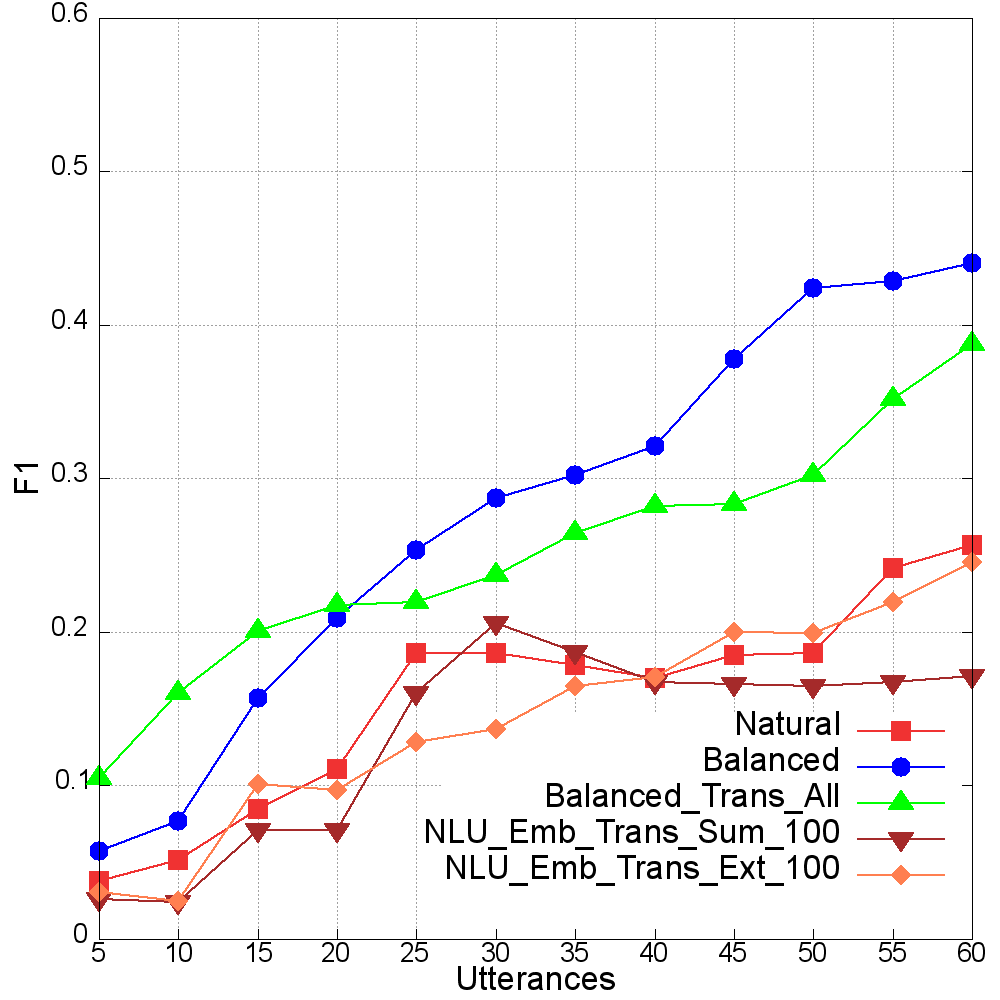 0.6
0.5
0.4
0.3
0.2
0.1
0
F1
5 10 15 20 25 30 35 40 45 50 55 60
Utterances
Natural
Balanced
Balanced_Trans_All
NLU_Emb_Trans_Sum_100
NLU_Emb_Trans_Ext_100